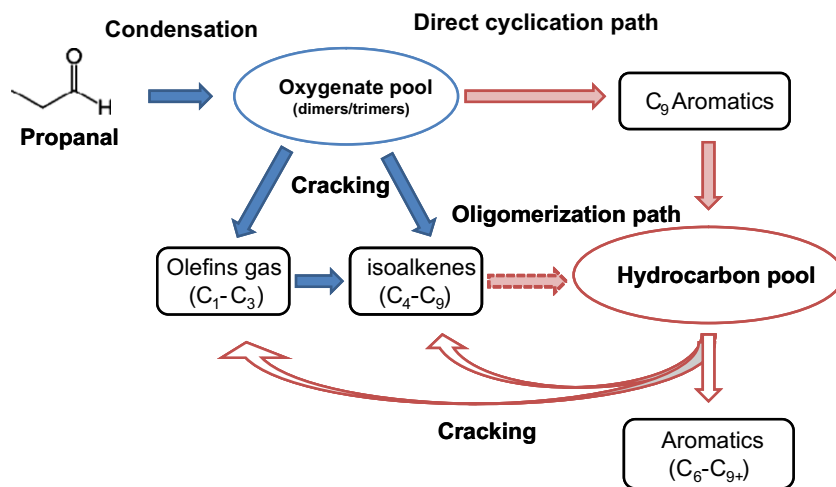 Condensation
Direct cyclication path
O
H
Propanal
Oxygenate pool
(dimers/trimers)
C₉ Aromatics
Cracking
Oligomerization path
Olefins gas
(C₁- C₃)
isoalkenes
(C₄–C₉)
Hydrocarbon pool
Cracking
Aromatics
(C₆-C₉₊)